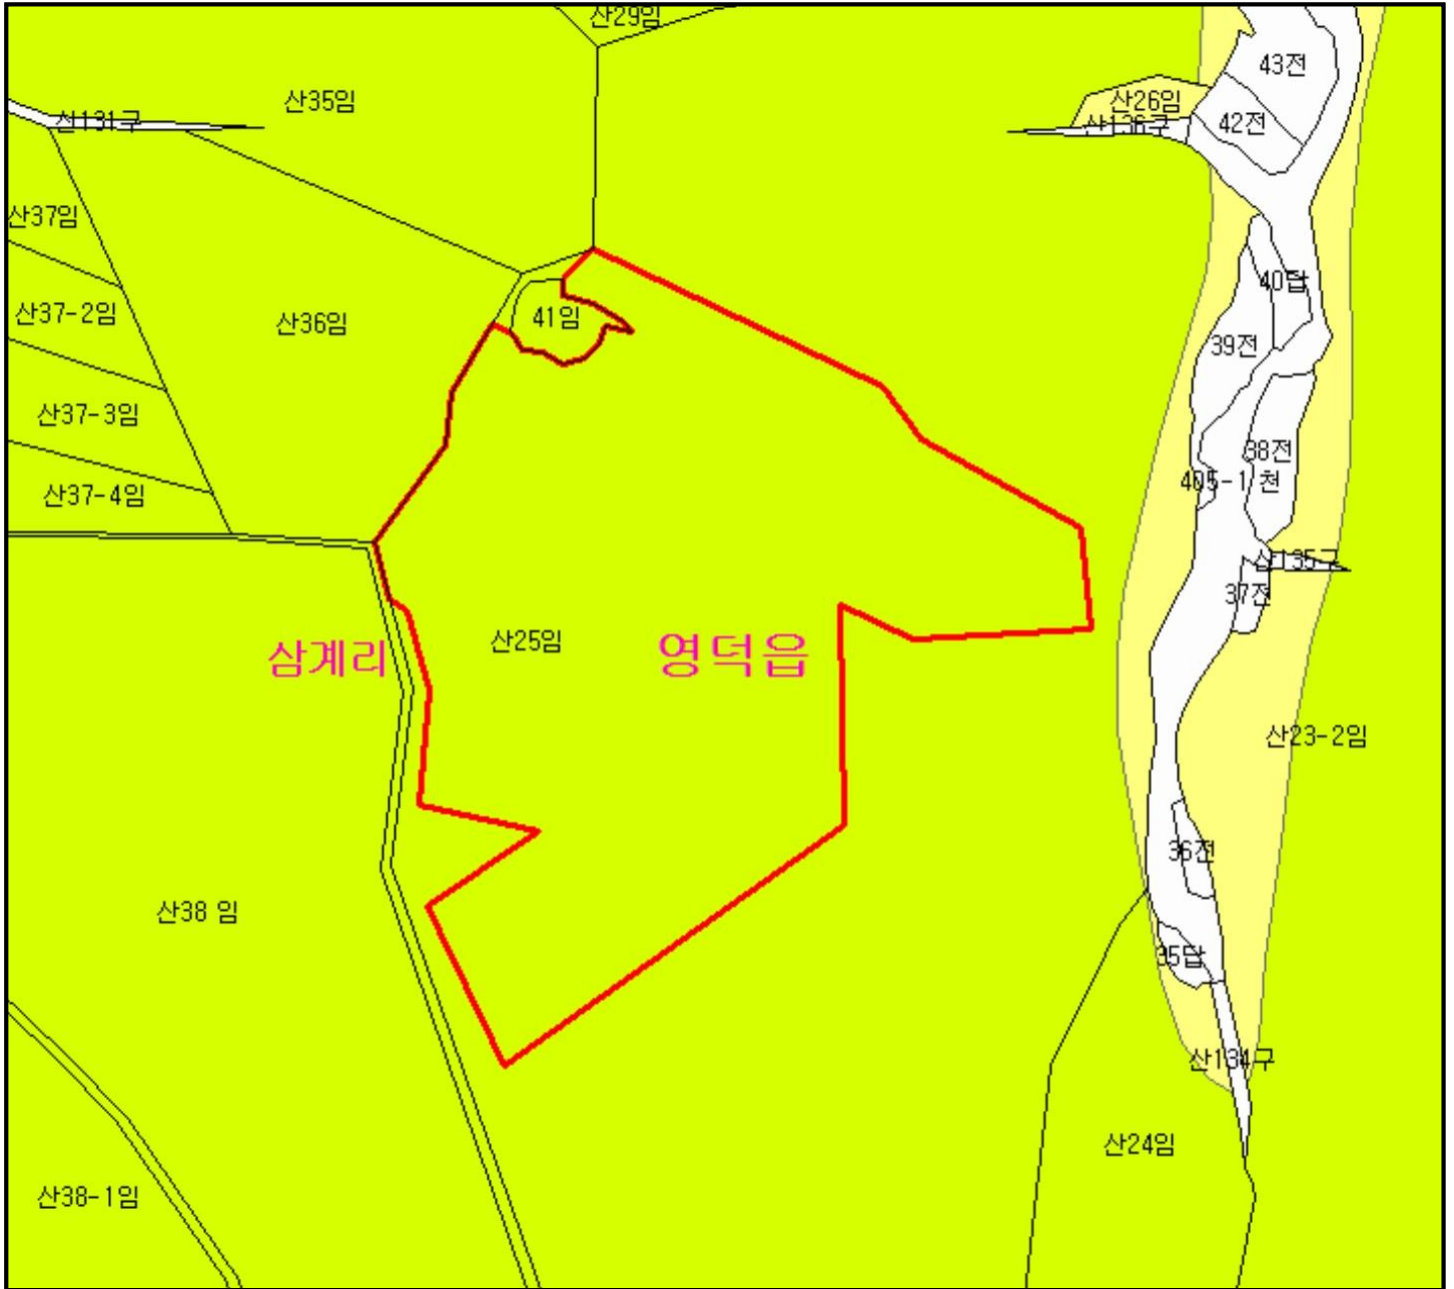 산29임
43전
산35임
산26임
산131구
산136구
42전
산37임
40답
산37-2임
산36임
41임
39전
산37-3임
38전
405-1천
산37-4임
산135구
37전
삼계리
산25임
영덕읍
산23-2임
36전
산38 임
35답
산134구
산24임
산38-1임